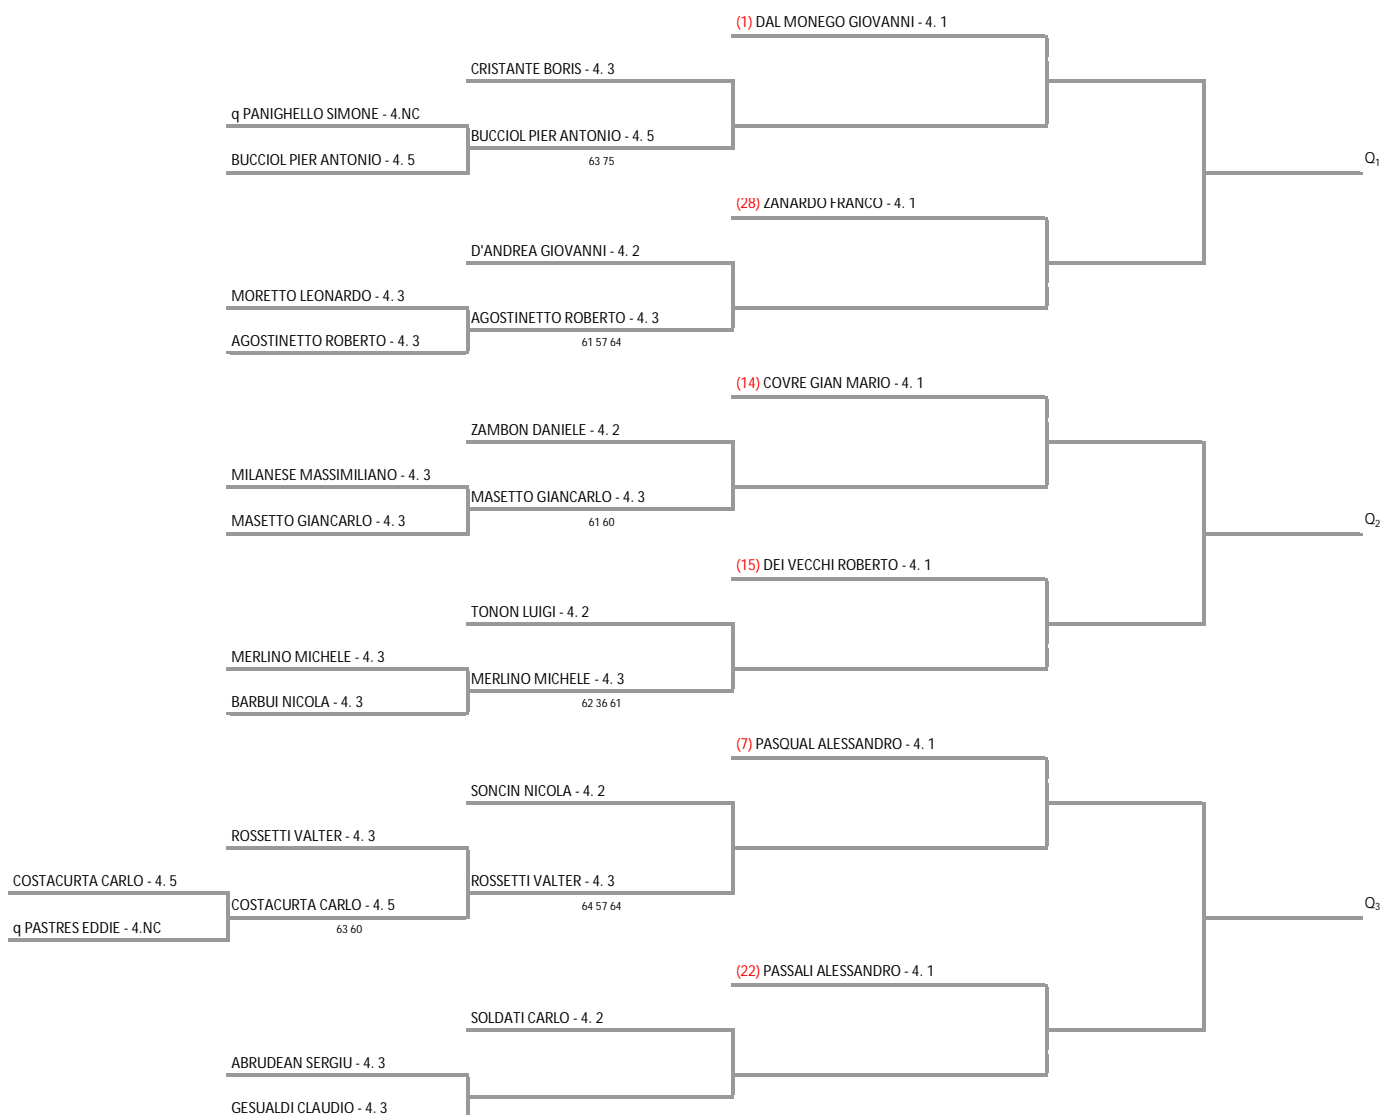 (1) DAL MONEGO GIOVANNI - 4. 1
CRISTANTE BORIS - 4. 3
q PANIGHELLO SIMONE - 4.NC
BUCCIOL PIER ANTONIO - 4. 5
BUCCIOL PIER ANTONIO - 4. 5
63 75
Q1
(28) ZANARDO FRANCO - 4. 1
D'ANDREA GIOVANNI - 4. 2
MORETTO LEONARDO - 4. 3
AGOSTINETTO ROBERTO - 4. 3
AGOSTINETTO ROBERTO - 4. 3
61 57 64
(14) COVRE GIAN MARIO - 4. 1
ZAMBON DANIELE - 4. 2
MILANESE MASSIMILIANO - 4. 3
MASETTO GIANCARLO - 4. 3
MASETTO GIANCARLO - 4. 3
61 60
Q2
(15) DEI VECCHI ROBERTO - 4. 1
TONON LUIGI - 4. 2
MERLINO MICHELE - 4. 3
MERLINO MICHELE - 4. 3
BARBUI NICOLA - 4. 3
62 36 61
(7) PASQUAL ALESSANDRO - 4. 1
SONCIN NICOLA - 4. 2
ROSSETTI VALTER - 4. 3
COSTACURTA CARLO - 4. 5
ROSSETTI VALTER - 4. 3
COSTACURTA CARLO - 4. 5
64 57 64
Q3
q PASTRES EDDIE - 4.NC
63 60
(22) PASSALI ALESSANDRO - 4. 1
SOLDATI CARLO - 4. 2
ABRUDEAN SERGIU - 4. 3
GESUALDI CLAUDIO - 4. 3